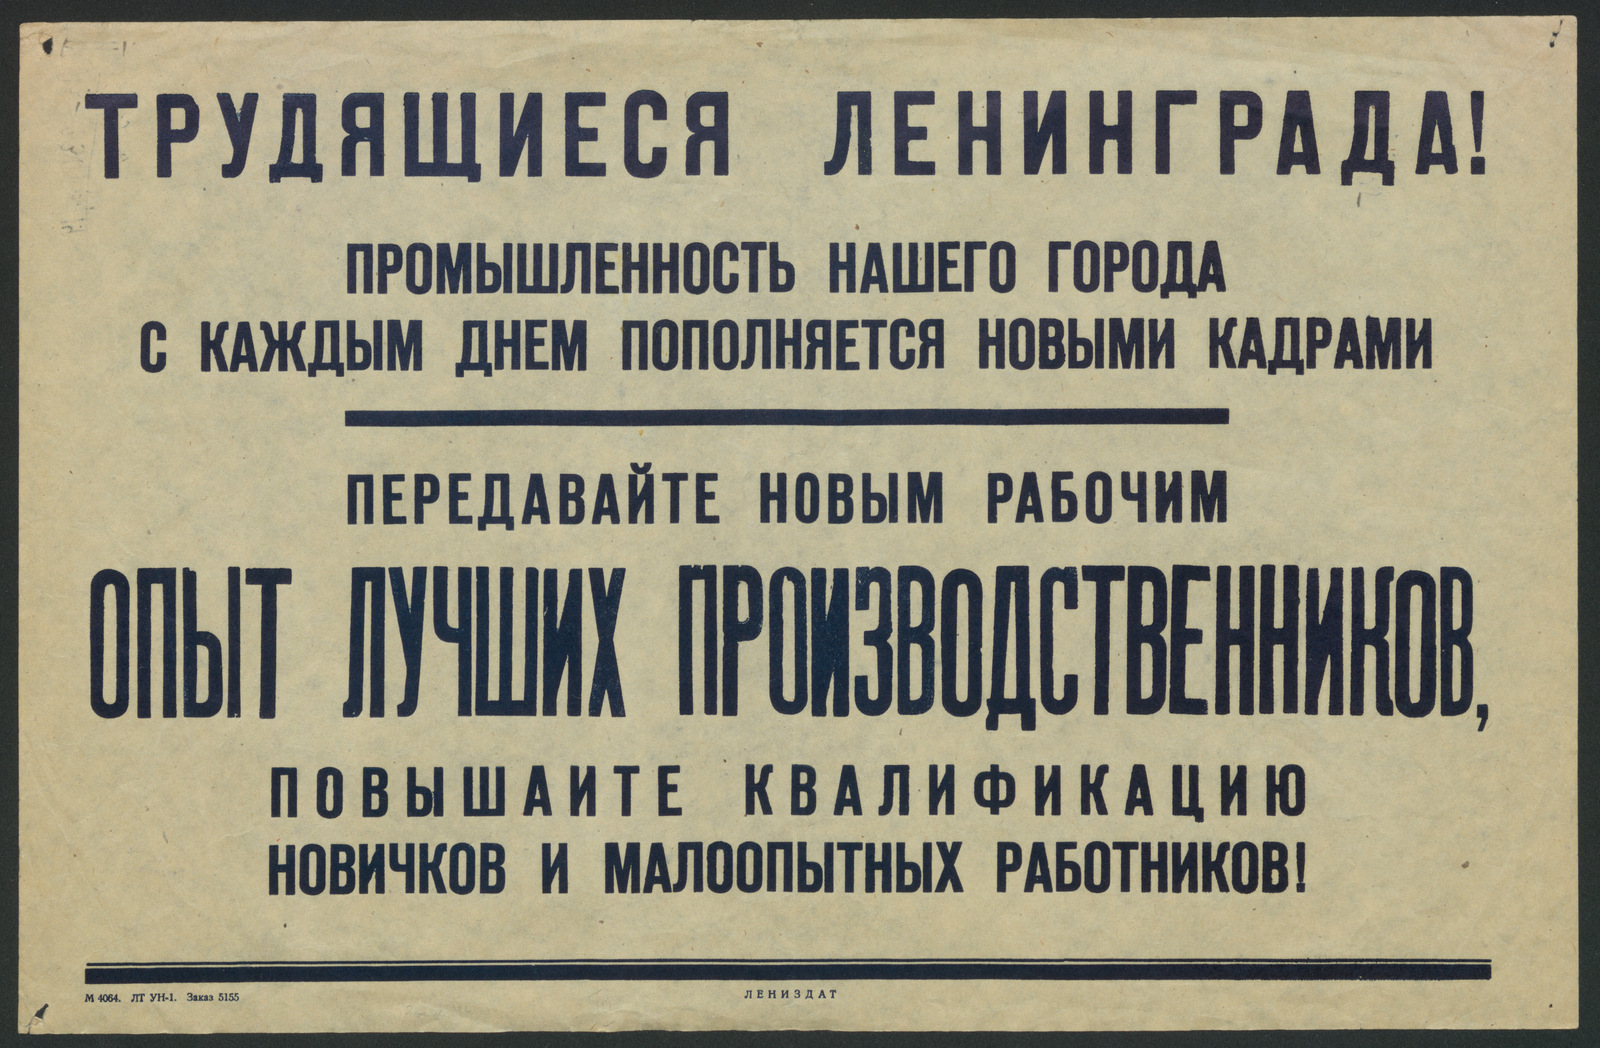 ТРУДЯЩИЕСЯ ЛЕНИНГРАДА!
ПРОМЫШЛЕННОСТЬ НАШЕГО ГОРОДА
С КАЖДЫМ ДНЕМ ПОПОЛНЯЕТСЯ НОВЫМИ КАДРАМИ
ПЕРЕДАВАЙТЕ НОВЫМ РАБОЧИМ
ОПЫТ ЛУЧШИХ ПРОИЗВОДСТВЕННИКОВ,
ПОВЫШАИТЕ КВАЛИФИКАЦИЮ
НОВИЧКОВ И МАЛООПЫТНЫХ РАБОТНИКОВ!
М 4064. ЛТ УН-1. Заказ 5155
ЛЕНИЗДАТ